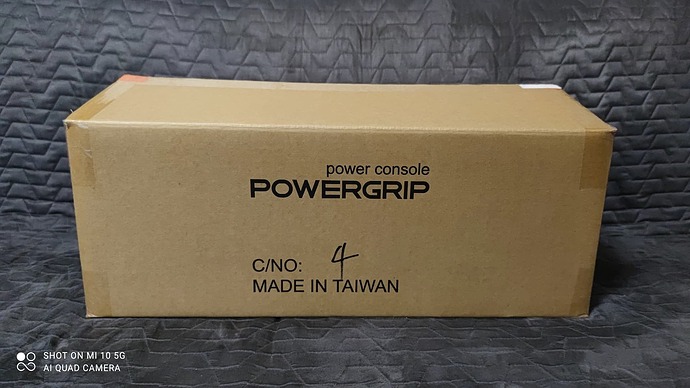 power console
POWERGRIP
C/NO: 4
MADE IN TAIWAN
SHOT ON MI 10 5G
AI QUAD CAMERA